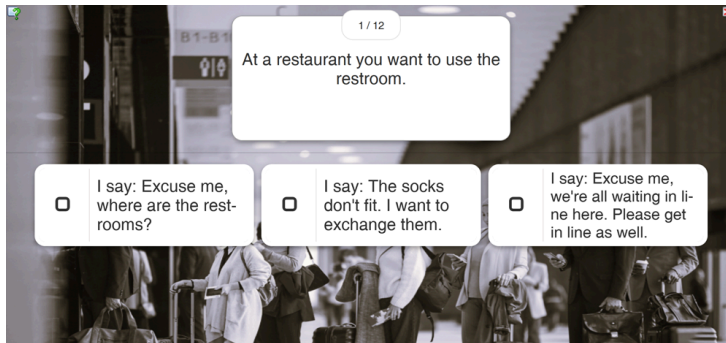 1 / 12
B1-B1
At a restaurant you want to use the
restroom.
I say: Excuse me,
where are the rest-
rooms?
I say: The socks
don't fit. I want to
exchange them.
I say: Excuse me,
we're all waiting in li-
ne here. Please get
in line as well.